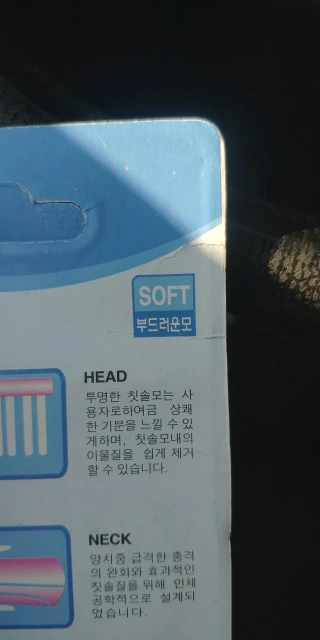 SOFT
부드러운모
HEAD
투명한 칫솔모는 사
용자로하여금 상쾌
한 기분을 느낄 수 있
게하며, 칫솔모내의
이물질을 쉽게 제거
할 수 있습니다.
NECK
양치중 급격한 충격
의 완화와 효과적인
칫솔질을 위해 인체
공학적으로 설계되
었습니다.